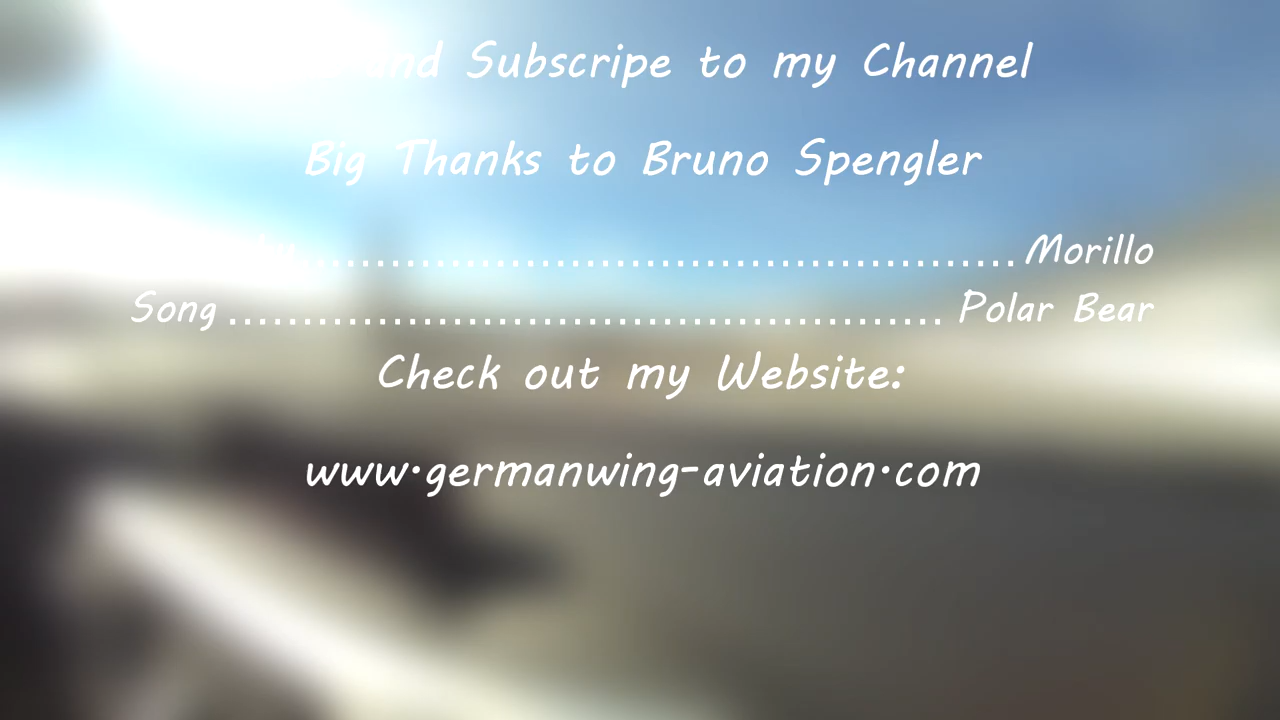 and Subscripe to my Channel
Big Thanks to Bruno Spengler
..................................................Morillo
Song ................................................ Polar Bear
Check out my Website:
www.germanwing-aviation.com